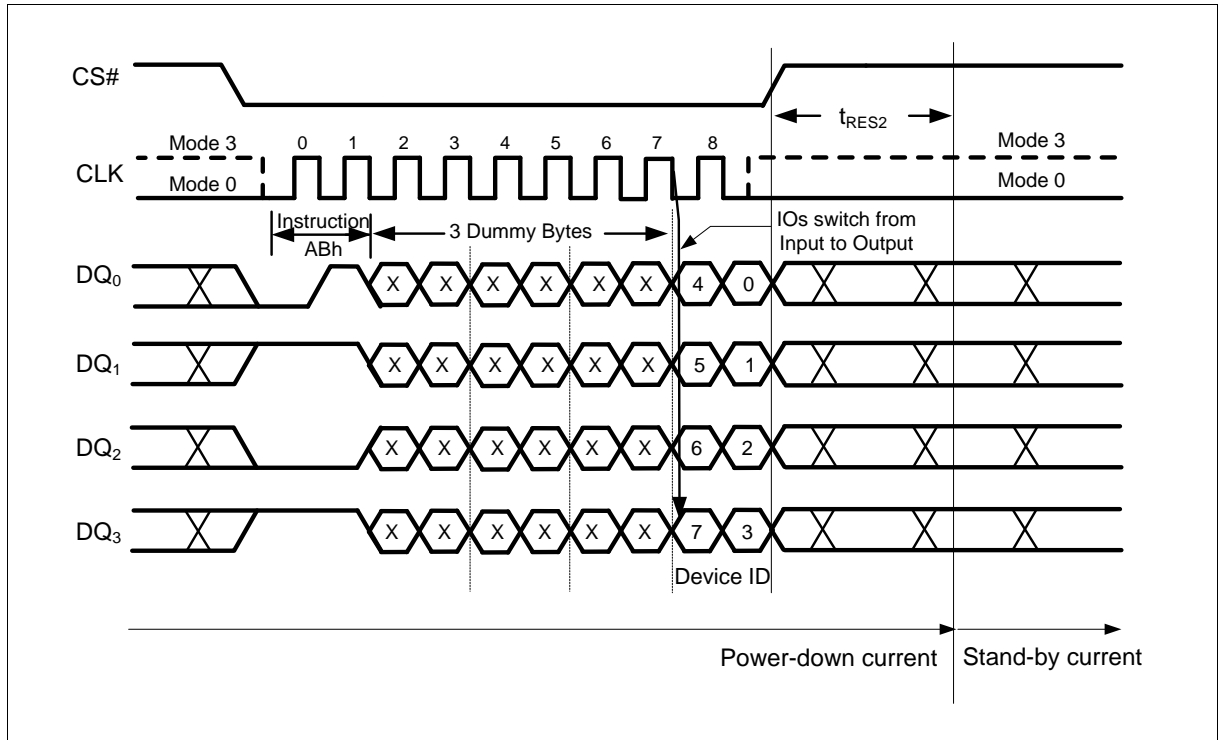 CS#
tRES2
0 1 2 3 4 5 6 7 8
Mode 3
Mode 3
CLK
Mode 0
Mode 0
Instruction
ABh
3 Dummy Bytes
IOs switch from
Input to Output
DQ0
X X X X X X 4 0
DQ1
X X X X X X 5 1
DQ2
X X X X X X 6 2
DQ3
X X X X X X 7 3
Device ID
Power-down current
Stand-by current